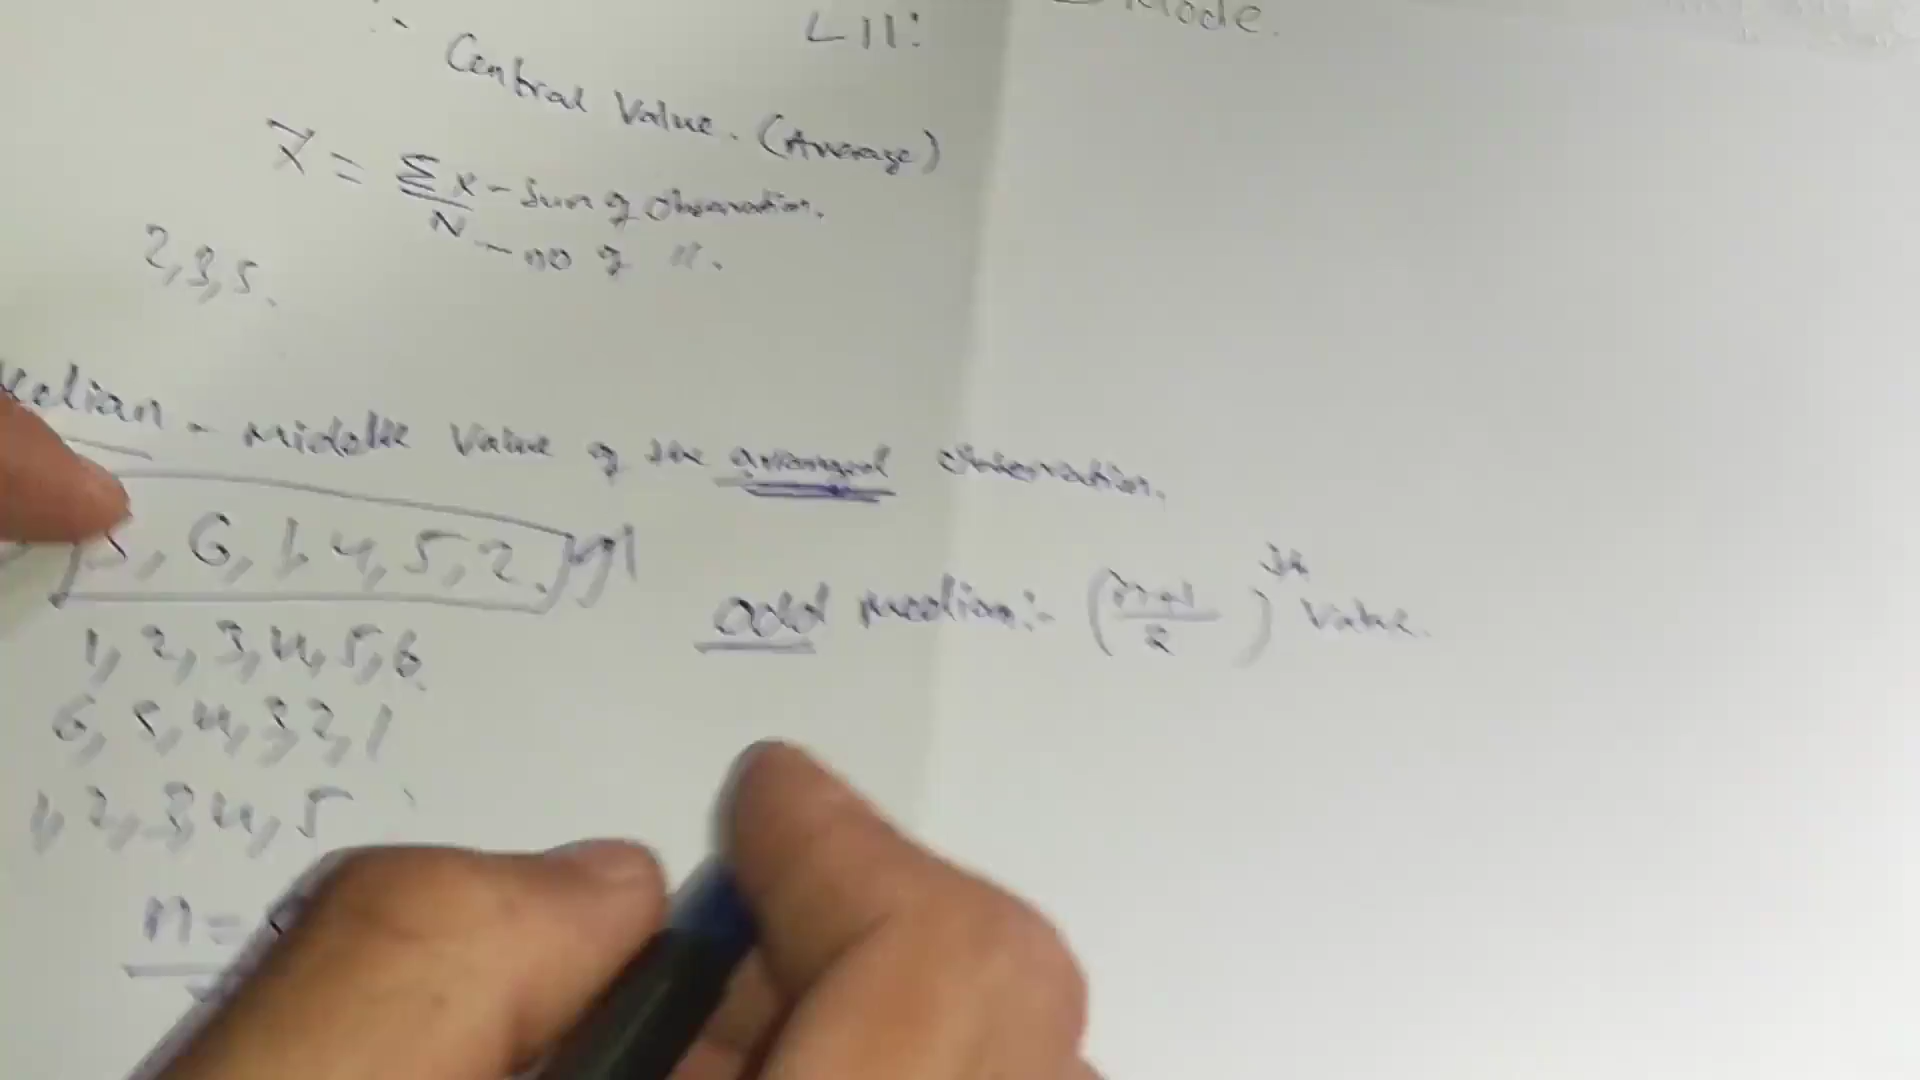 L11:
Mode.
Central Value. (Average)
x̄ = Σx - Sum of observation.
N - no of 11.
2,3,5.
Median - Middle Value of the arranged observation.
3, 6, 1, 4, 5, 2.
1, 2, 3, 4, 5, 6.
6, 5, 4, 3, 2, 1
1, 2, 3, 4, 5
odd median:- (n+1 / 2) Value.
n =